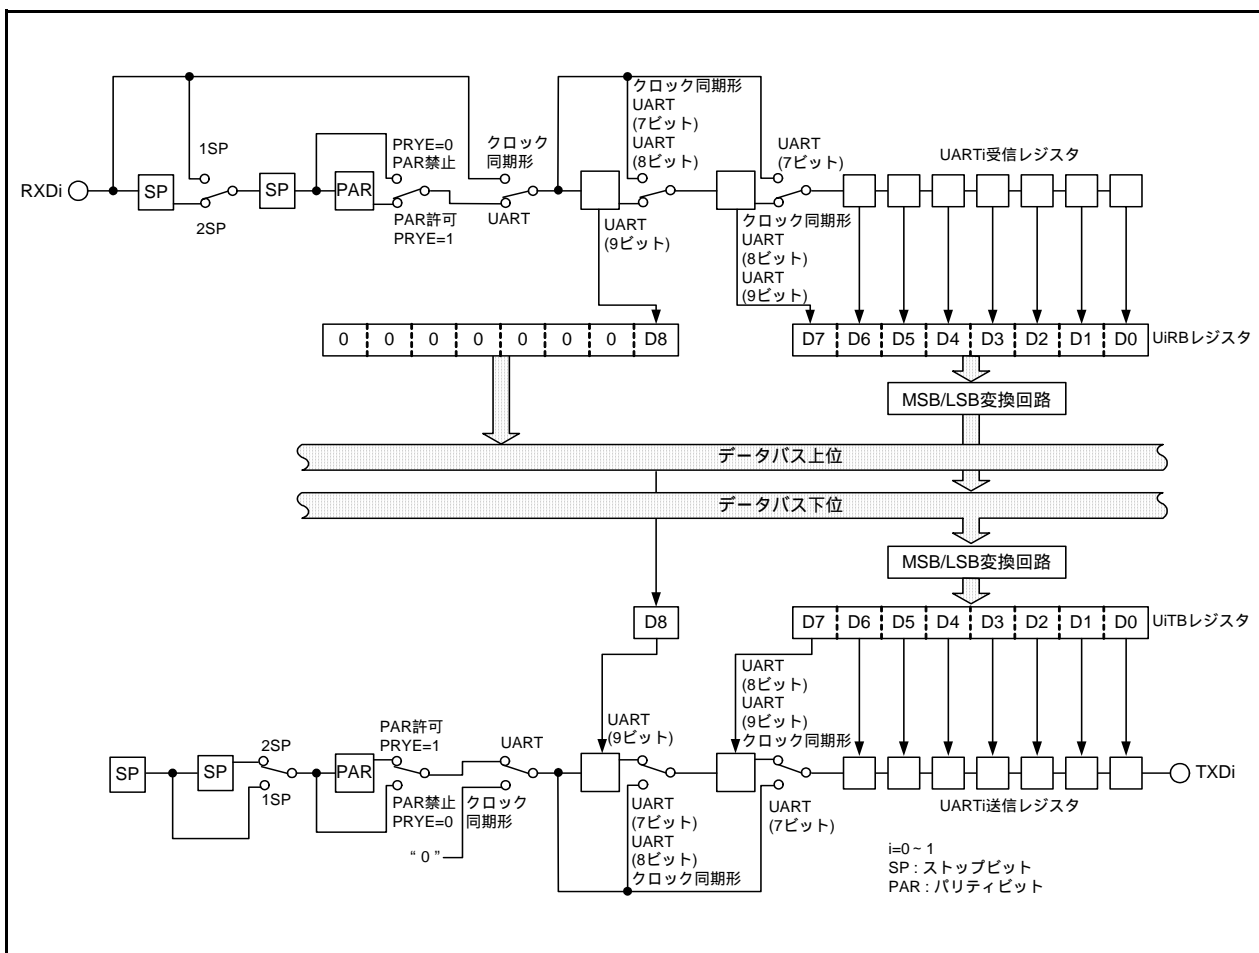 クロック同期形
UART
(7ビット)
UART
(8ビット)
PRYE=0
PAR禁止
クロック
同期形
UART
(7ビット)
UARTi受信レジスタ
1SP
RXDi
SP
SP
PAR
2SP
PAR許可
PRYE=1
UART
UART
(9ビット)
クロック同期形
UART
(8ビット)
UART
(9ビット)
0 0 0 0 0 0 0 D8
D7 D6 D5 D4 D3 D2 D1 D0
UiRBレジスタ
MSB/LSB変換回路
データバス上位
データバス下位
MSB/LSB変換回路
D8
D7 D6 D5 D4 D3 D2 D1 D0
UiTBレジスタ
UART
(8ビット)
UART
(9ビット)
クロック同期形
PAR許可
PRYE=1
UART
UART
(9ビット)
2SP
SP
SP
PAR
TXDi
1SP
PAR禁止
PRYE=0
クロック
同期形
UART
(7ビット)
UART
(8ビット)
クロック同期形
UART
(7ビット)
UARTi送信レジスタ
“ 0 ”
i=0 ~ 1
SP : ストップビット
PAR : パリティビット